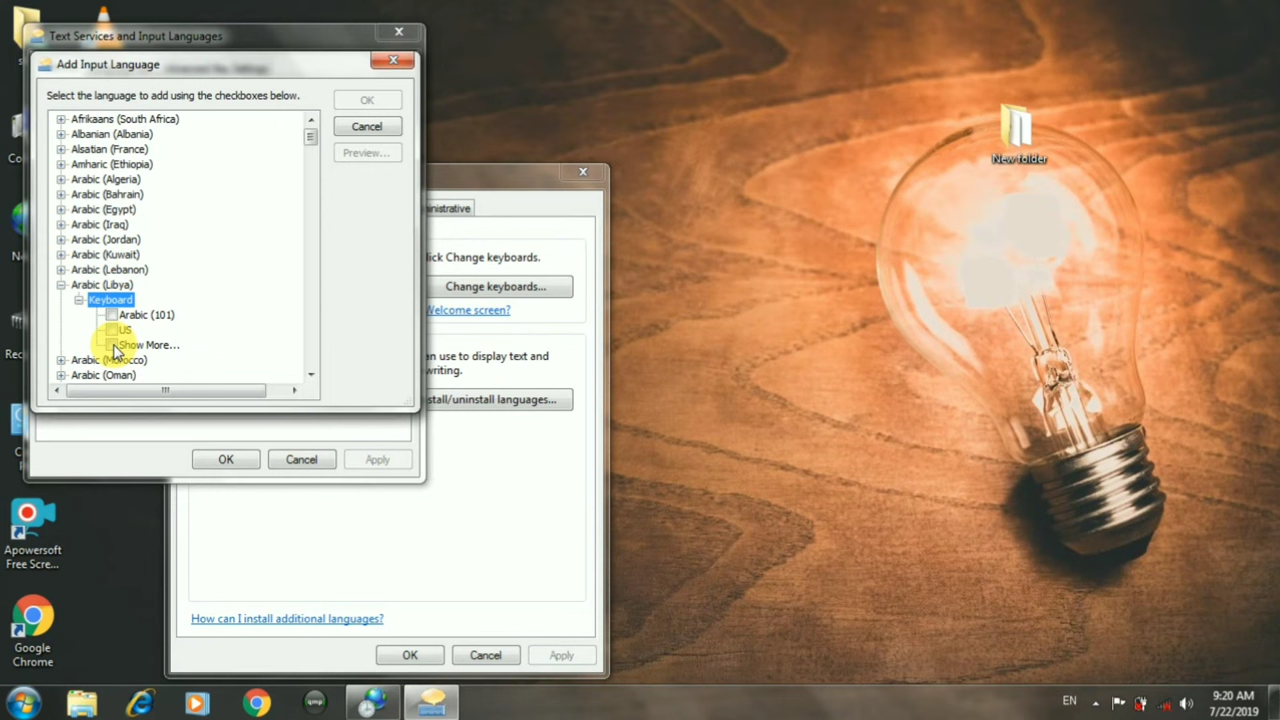 Text Services and Input Languages
Add Input Language
Select the language to add using the checkboxes below.
OK
Cancel
Preview...
Afrikaans (South Africa)
Albanian (Albania)
Alsatian (France)
Amharic (Ethiopia)
Arabic (Algeria)
Arabic (Bahrain)
Arabic (Egypt)
Arabic (Iraq)
Arabic (Jordan)
Arabic (Kuwait)
Arabic (Lebanon)
Arabic (Libya)
Keyboard
Arabic (101)
US
Show More...
Arabic (Morocco)
Arabic (Oman)
OK
Cancel
Apply
ninistrative
lick Change keyboards.
Change keyboards...
Welcome screen?
an use to display text and
writing.
stall/uninstall languages...
How can I install additional languages?
OK
Cancel
Apply
New folder
Apowersoft
Free Scre...
Google
Chrome
EN
9:20 AM
7/22/2019